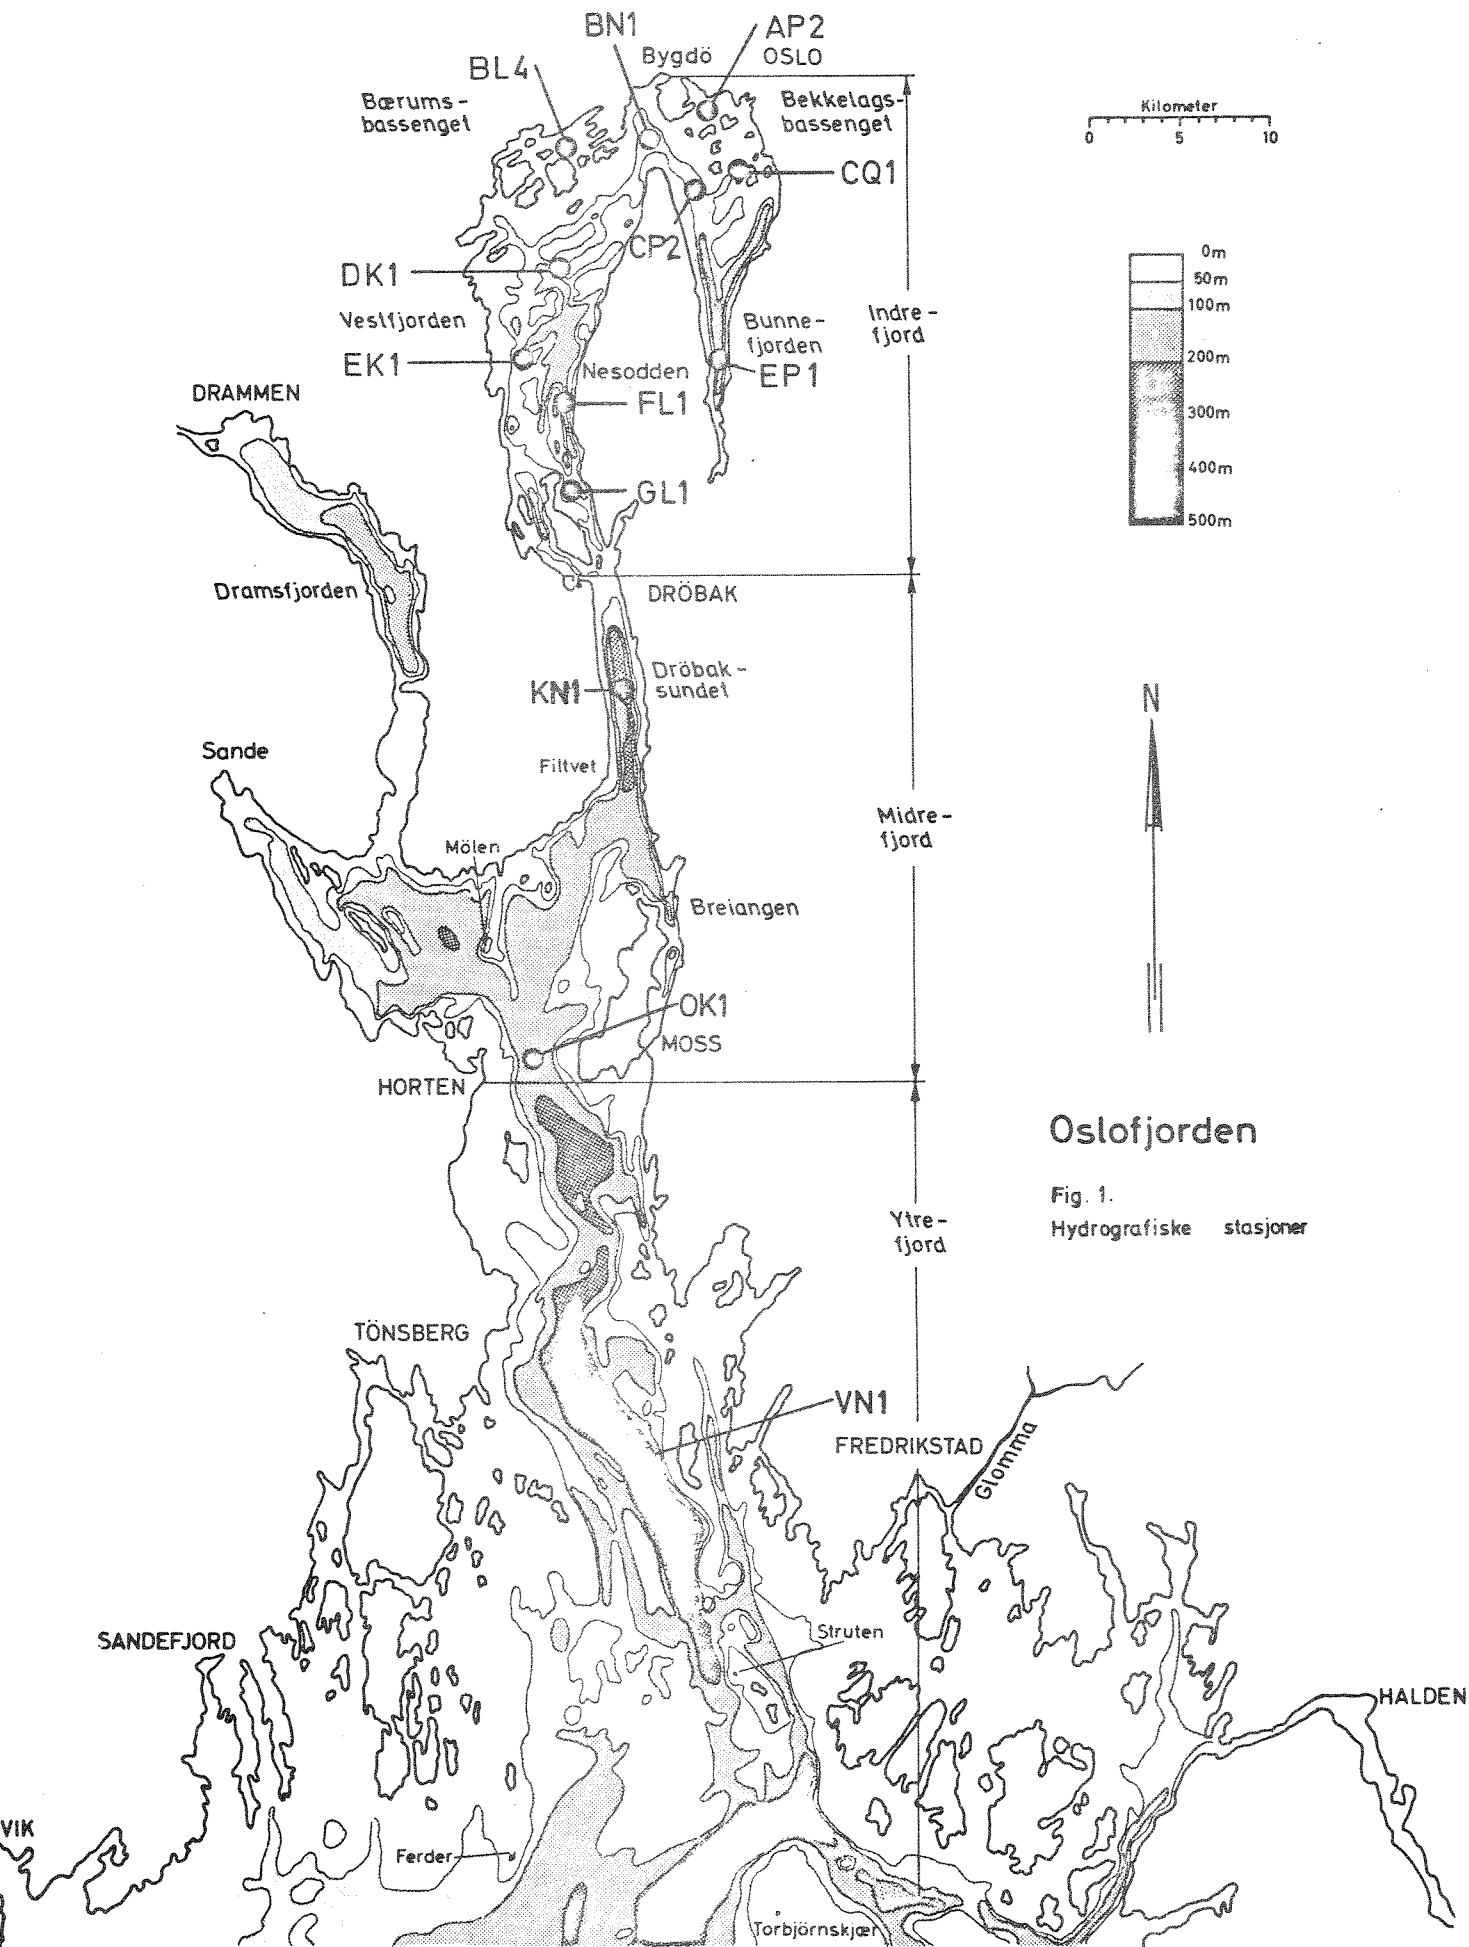 BN1
AP2
Bygdö
OSLO
BL4
Bærums-
bassenget
Bekkelags-
bassenget
Kilometer
0 5 10
CQ1
CP2
DK1
0m
50m
100m
200m
300m
400m
500m
Vestfjorden
Indre-
fjord
Bunne-
fjorden
EK1
Nesodden
EP1
FL1
DRAMMEN
GL1
Dramsfjorden
DRÖBAK
Dröbak-
sundet
KN1
N
Sande
Filtvet
Midre-
fjord
Mölen
Breiangen
OK1
MOSS
HORTEN
Oslofjorden
Fig. 1.
Hydrografiske stasjoner
Ytre-
fjord
TÖNSBERG
VN1
FREDRIKSTAD
Glomma
SANDEFJORD
Struten
HALDEN
VIK
Ferder
Torbjörnskjær